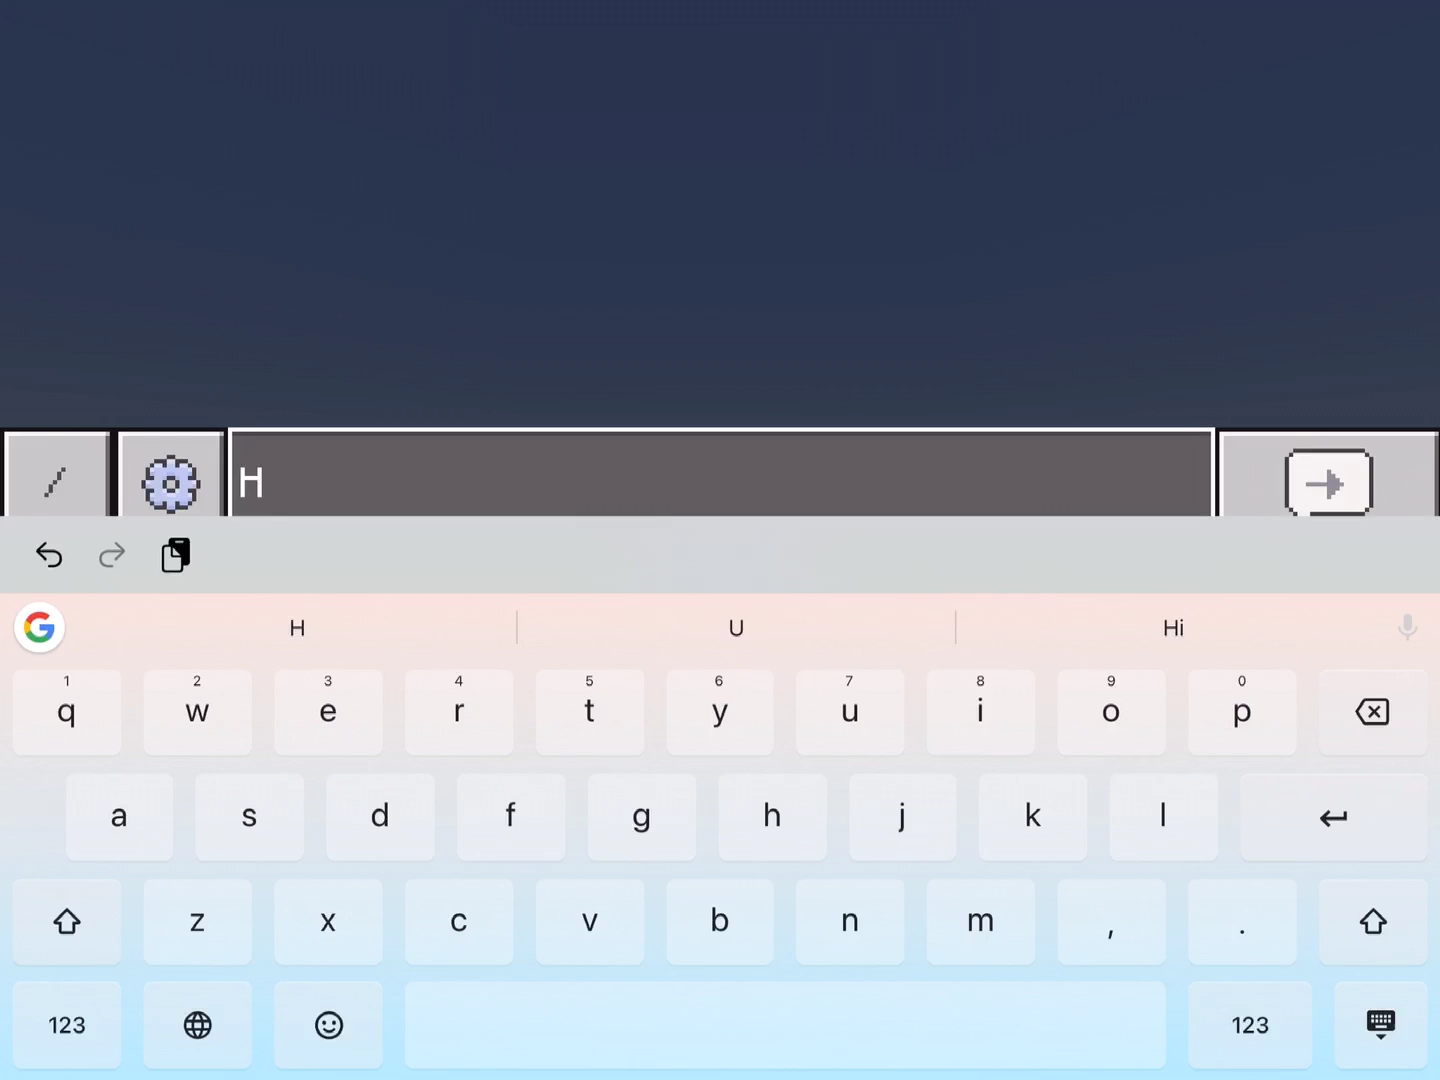 / H
H U Hi
1 2 3 4 5 6 7 8 9 0
q w e r t y u i o p
a s d f g h j k l
z x c v b n m , .
123 123